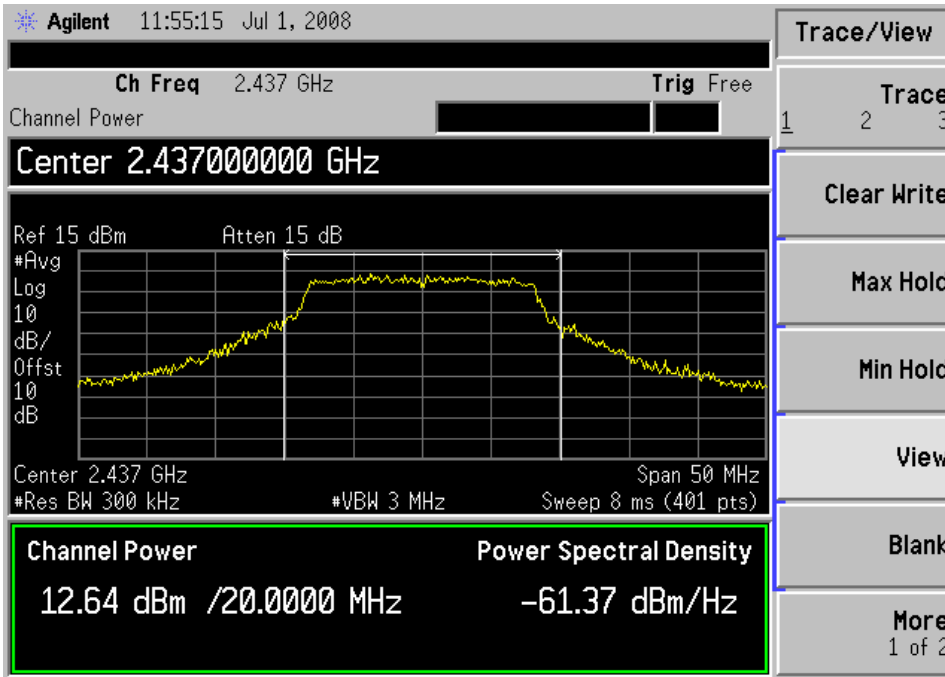 Agilent 11:55:15 Jul 1, 2008
Trace/View
Ch Freq 2.437 GHz Trig Free
Channel Power
Trace
1 2 3
Center 2.437000000 GHz
Clear Write
Ref 15 dBm Atten 15 dB
#Avg
Log
10
dB/
Offst
10
dB
Max Hold
Min Hold
View
Center 2.437 GHz Span 50 MHz
#Res BW 300 kHz #VBW 3 MHz Sweep 8 ms (401 pts)
Channel Power Power Spectral Density
12.64 dBm /20.0000 MHz -61.37 dBm/Hz
Blank
More
1 of 2